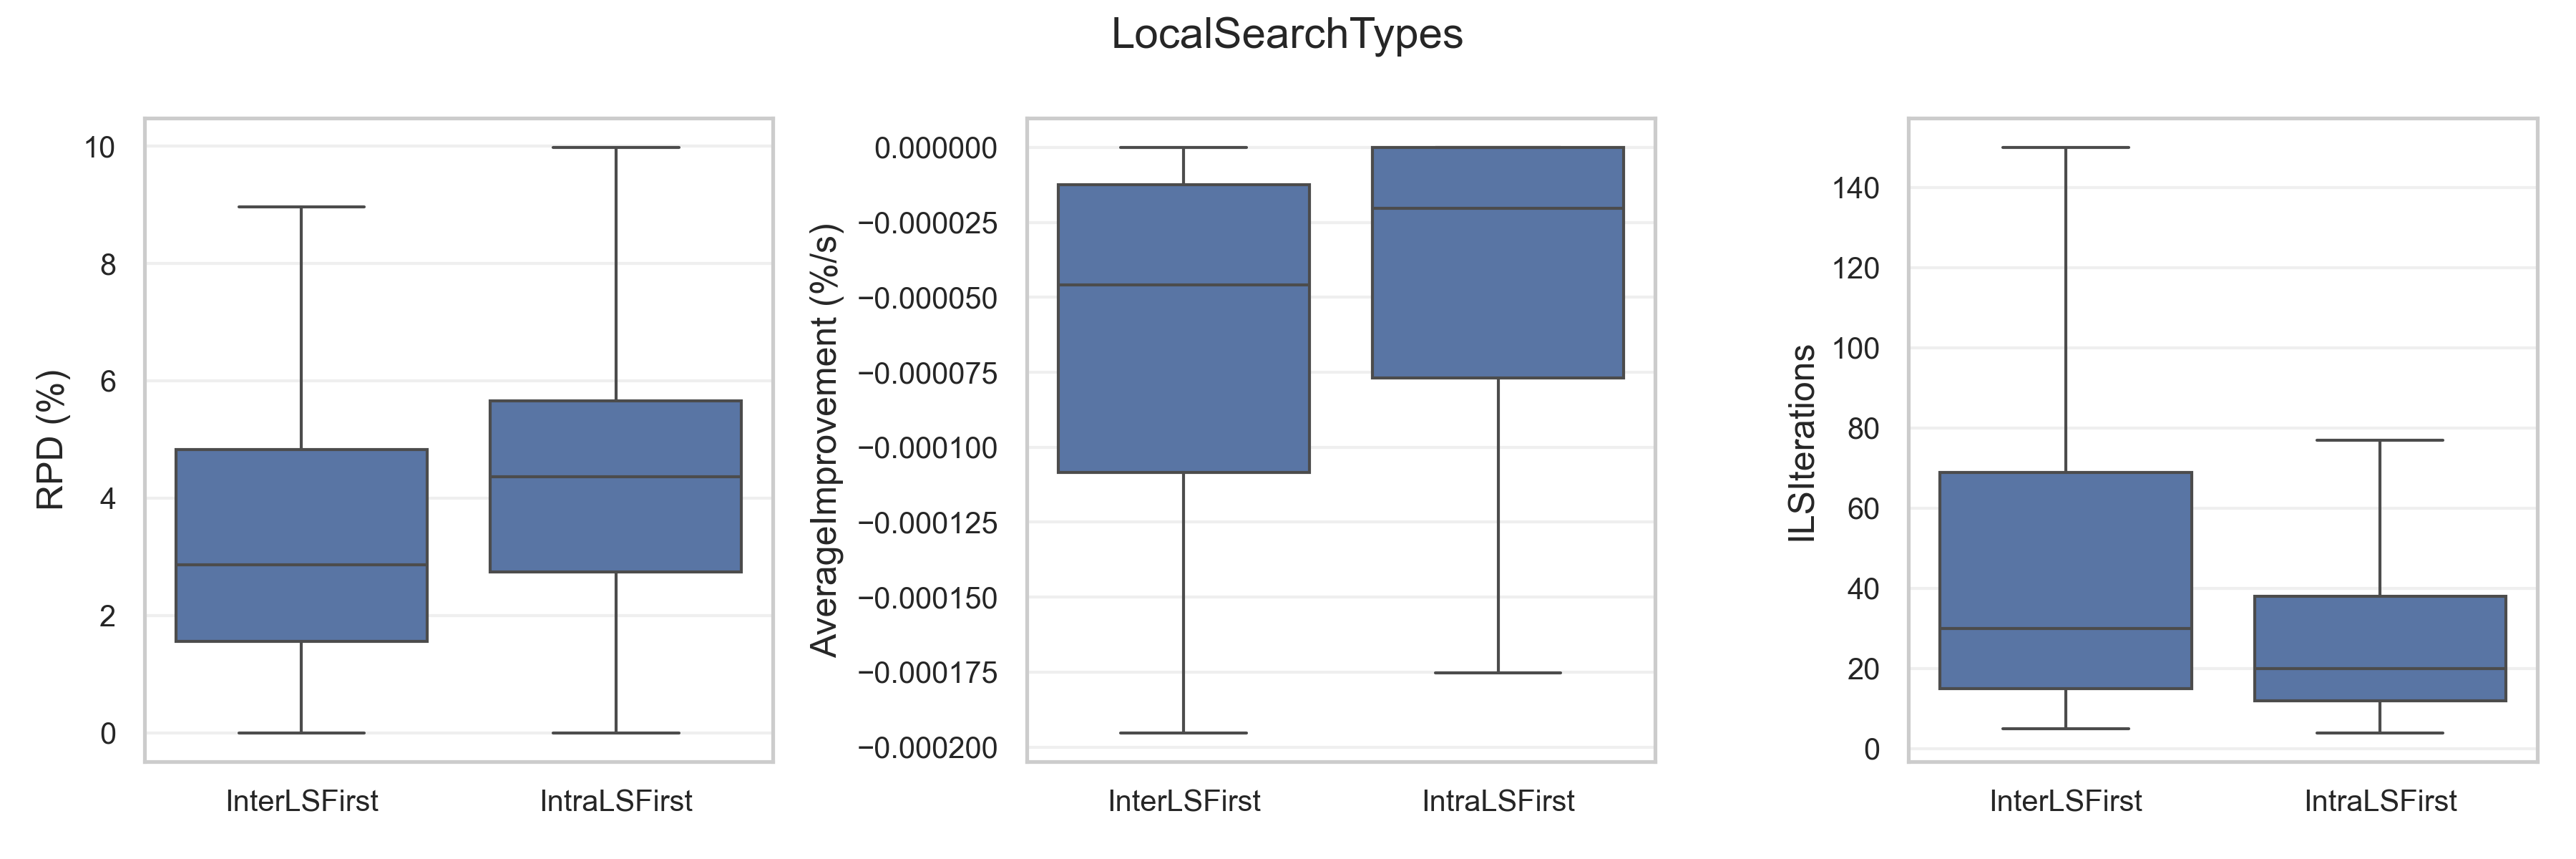 LocalSearchTypes
RPD (%)
10
8
6
4
2
0
InterLSFirst
IntraLSFirst
AverageImprovement (%/s)
0.000000
−0.000025
−0.000050
−0.000075
−0.000100
−0.000125
−0.000150
−0.000175
−0.000200
InterLSFirst
IntraLSFirst
ILSIterations
140
120
100
80
60
40
20
0
InterLSFirst
IntraLSFirst